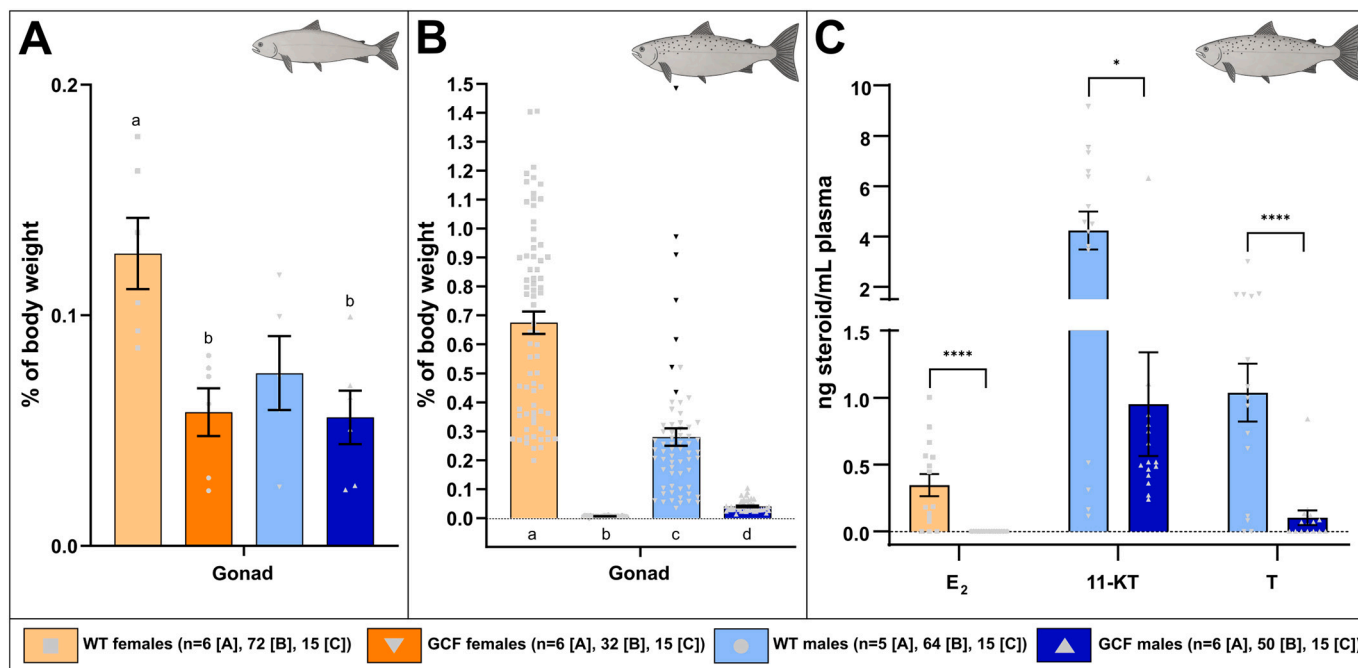 A
B
C
% of body weight
0.2
0.1
0.0
a
b
b
Gonad
% of body weight
1.5
1.4
1.3
1.2
1.1
1.0
0.9
0.8
0.7
0.6
0.5
0.4
0.3
0.2
0.1
0.0
a
b
c
d
Gonad
ng steroid/mL plasma
10
8
6
4
2
1.5
1.0
0.5
0.0
****
*
****
E₂
11-KT
T
WT females (n=6 [A], 72 [B], 15 [C])
GCF females (n=6 [A], 32 [B], 15 [C])
WT males (n=5 [A], 64 [B], 15 [C])
GCF males (n=6 [A], 50 [B], 15 [C])